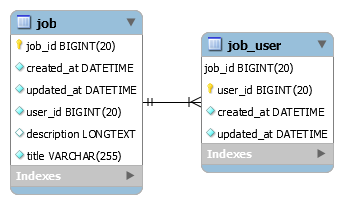 job
job_id BIGINT(20)
created_at DATETIME
updated_at DATETIME
user_id BIGINT(20)
description LONGTEXT
title VARCHAR(255)
Indexes
job_user
job_id BIGINT(20)
user_id BIGINT(20)
created_at DATETIME
updated_at DATETIME
Indexes